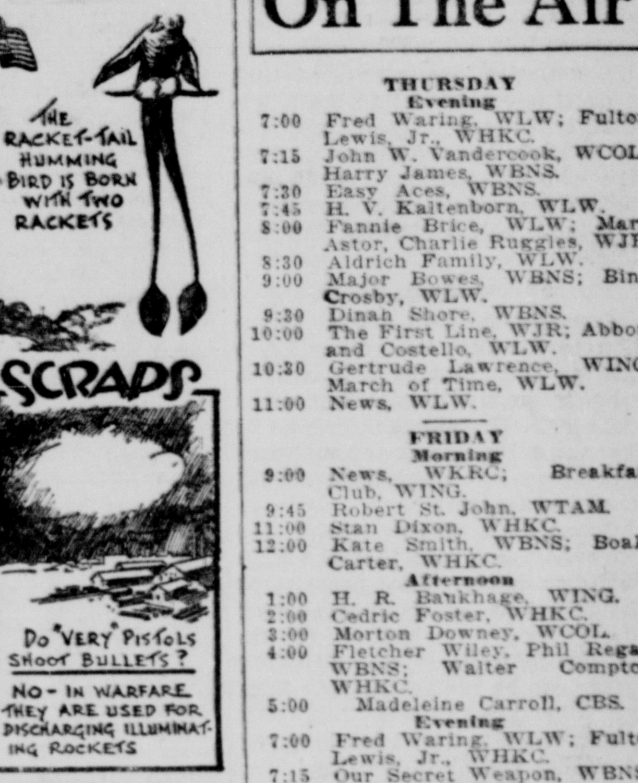 THE
RACKET-TAIL
HUMMING
BIRD IS BORN
WITH TWO
RACKETS
SCRAPS
DO "VERY" PISTOLS
SHOOT BULLETS?
NO - IN WARFARE
THEY ARE USED FOR
DISCHARGING ILLUMINAT-
ING ROCKETS
On The Air
THURSDAY
Evening
7:00 Fred Waring, WLW; Fulto
Lewis, Jr., WHKC.
7:15 John W. Vandercook, WCOL
Harry James, WBNS.
7:30 Easy Aces, WBNS.
7:45 H. V. Kaltenborn, WLW.
8:00 Fannie Brice, WLW; Mar
Astor, Charlie Ruggles, WJR
8:30 Aldrich Family, WLW.
9:00 Major Bowes, WBNS; Bin
Crosby, WLW.
9:30 Dinah Shore, WBNS.
10:00 The First Line, WJR; Abbo
and Costello, WLW.
10:30 Gertrude Lawrence, WING
March of Time, WLW.
11:00 News, WLW.
FRIDAY
Morning
9:00 News, WKRC; Breakfa
Club, WING.
9:45 Robert St. John, WTAM.
11:00 Stan Dixon, WHKC.
12:00 Kate Smith, WBNS; Boak
Carter, WHKC.
Afternoon
1:00 H. R. Baukhage, WING.
2:00 Cedric Foster, WHKC.
3:00 Morton Downey, WCOL.
4:00 Fletcher Wiley, Phil Rega
WBNS; Walter Compto
WHKC.
5:00 Madeleine Carroll, CBS.
Evening
7:00 Fred Waring, WLW; Fulto
Lewis, Jr., WHKC.
7:15 Our Secret Weapon, WBNS